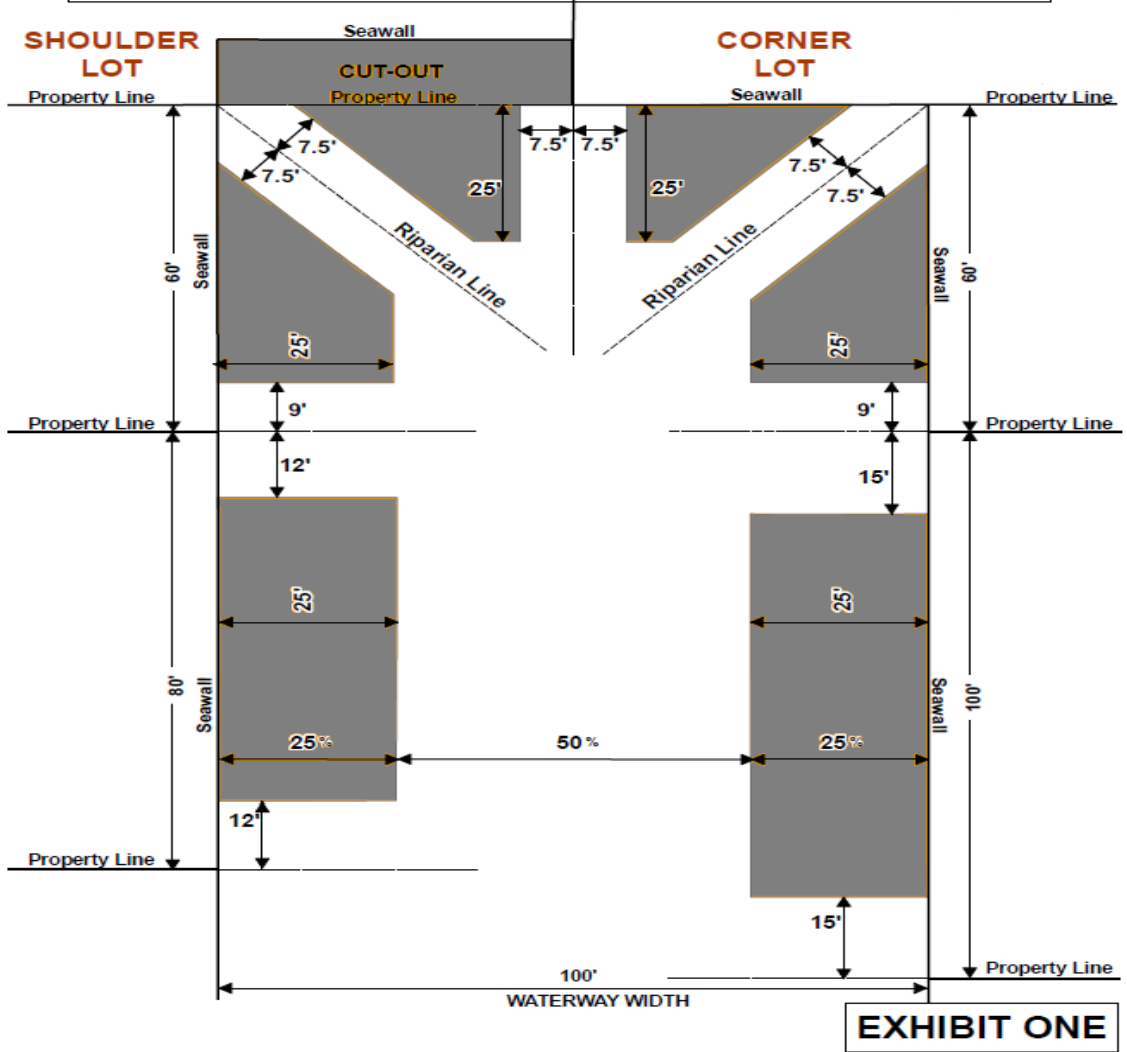 Seawall
SHOULDER
LOT
CORNER
LOT
CUT-OUT
Property Line
Property Line
Seawall
Property Line
7.5'
7.5'
7.5'
7.5'
7.5'
7.5'
25'
25'
Riparian Line
Riparian Line
60'
Seawall
Seawall
60'
25'
25'
9'
9'
Property Line
Property Line
12'
15'
25'
25'
80'
Seawall
Seawall
100'
25%
50%
25%
12'
Property Line
15'
Property Line
100'
WATERWAY WIDTH
EXHIBIT ONE